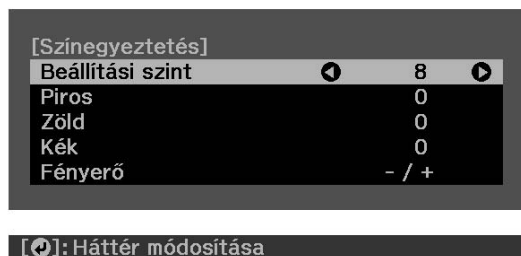 [Színegyeztetés]
Beállítási szint 8
Piros 0
Zöld 0
Kék 0
Fényerő - / +
[↵]: Háttér módosítása